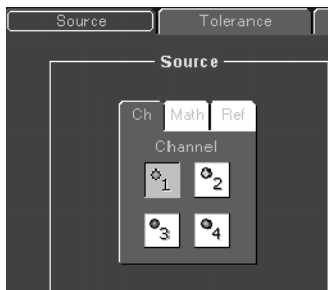 Source Tolerance
Source
Ch Math Ref
Channel
1 2
3 4